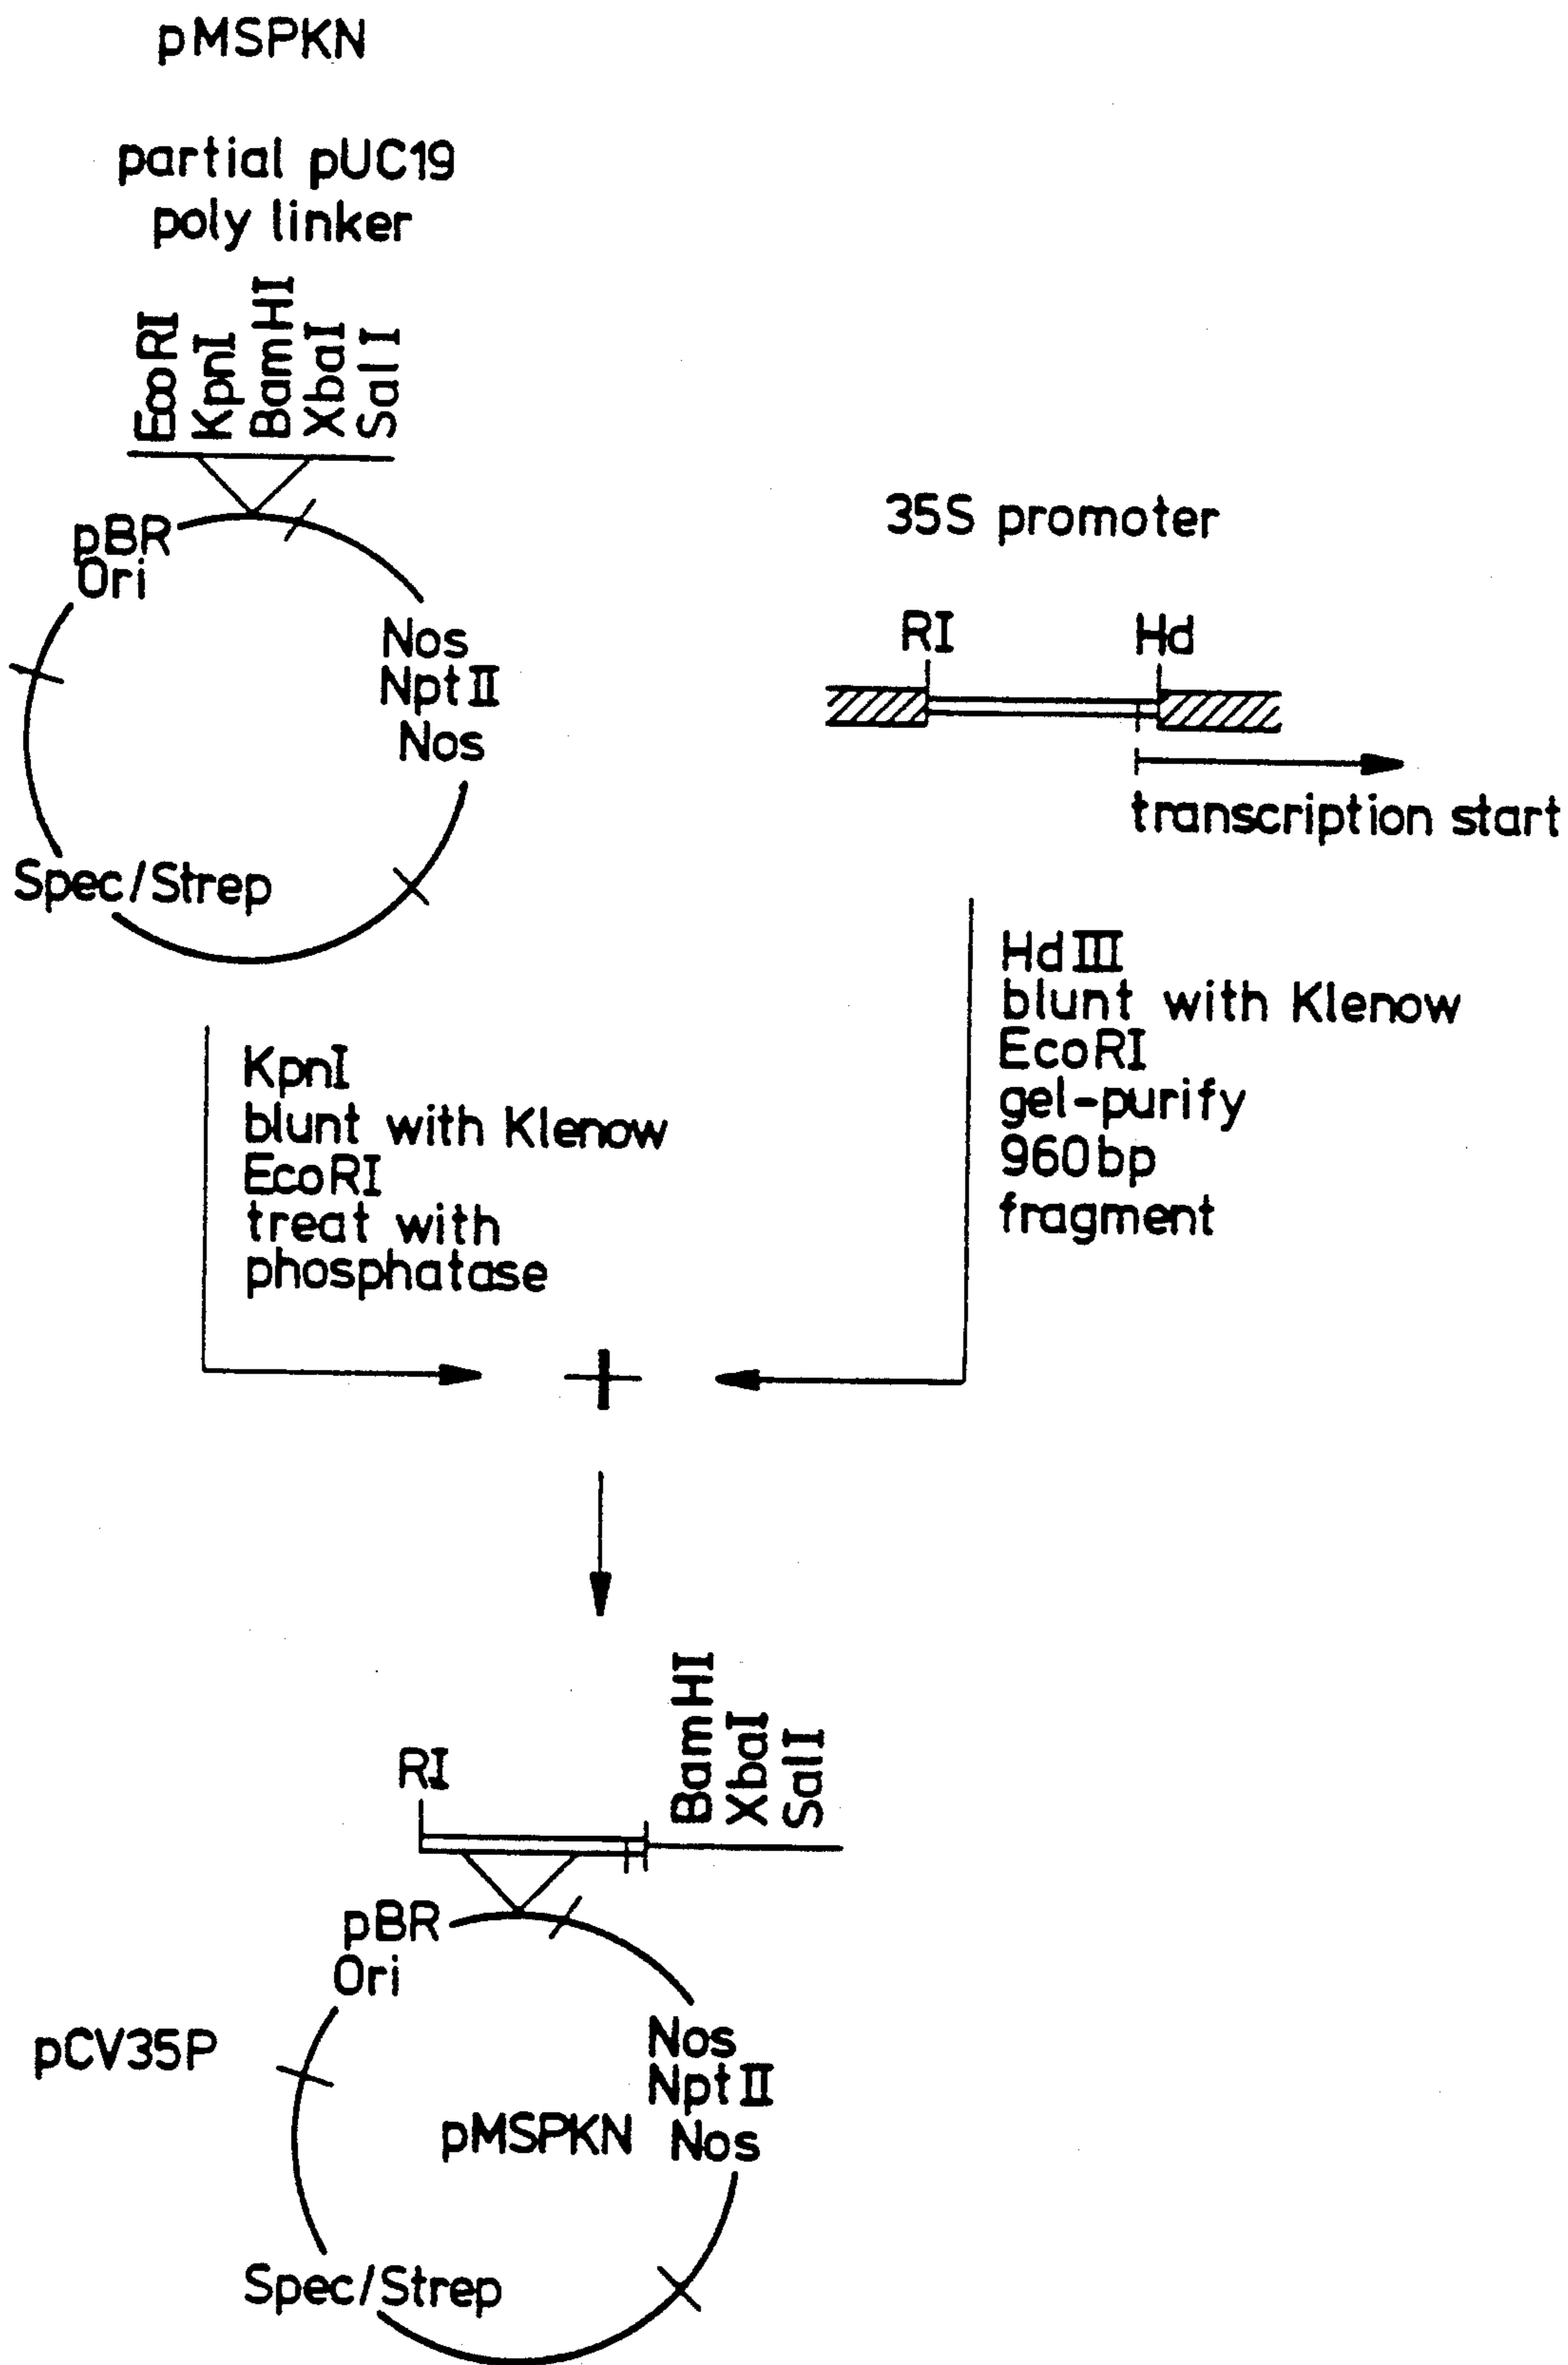 pMSPKN
partial pUC19
poly linker
EcoRI
KpnI
BamHI
XbaI
SalI
pBR
Ori
Nos
NptII
Nos
Spec/Strep
35S promoter
RI
Hd
transcription start
KpnI
blunt with Klenow
EcoRI
treat with
phosphatase
HdIII
blunt with Klenow
EcoRI
gel-purify
960bp
fragment
+
RI
BamHI
XbaI
SalI
pBR
Ori
pCV35P
Nos
NptII
Nos
pMSPKN
Spec/Strep